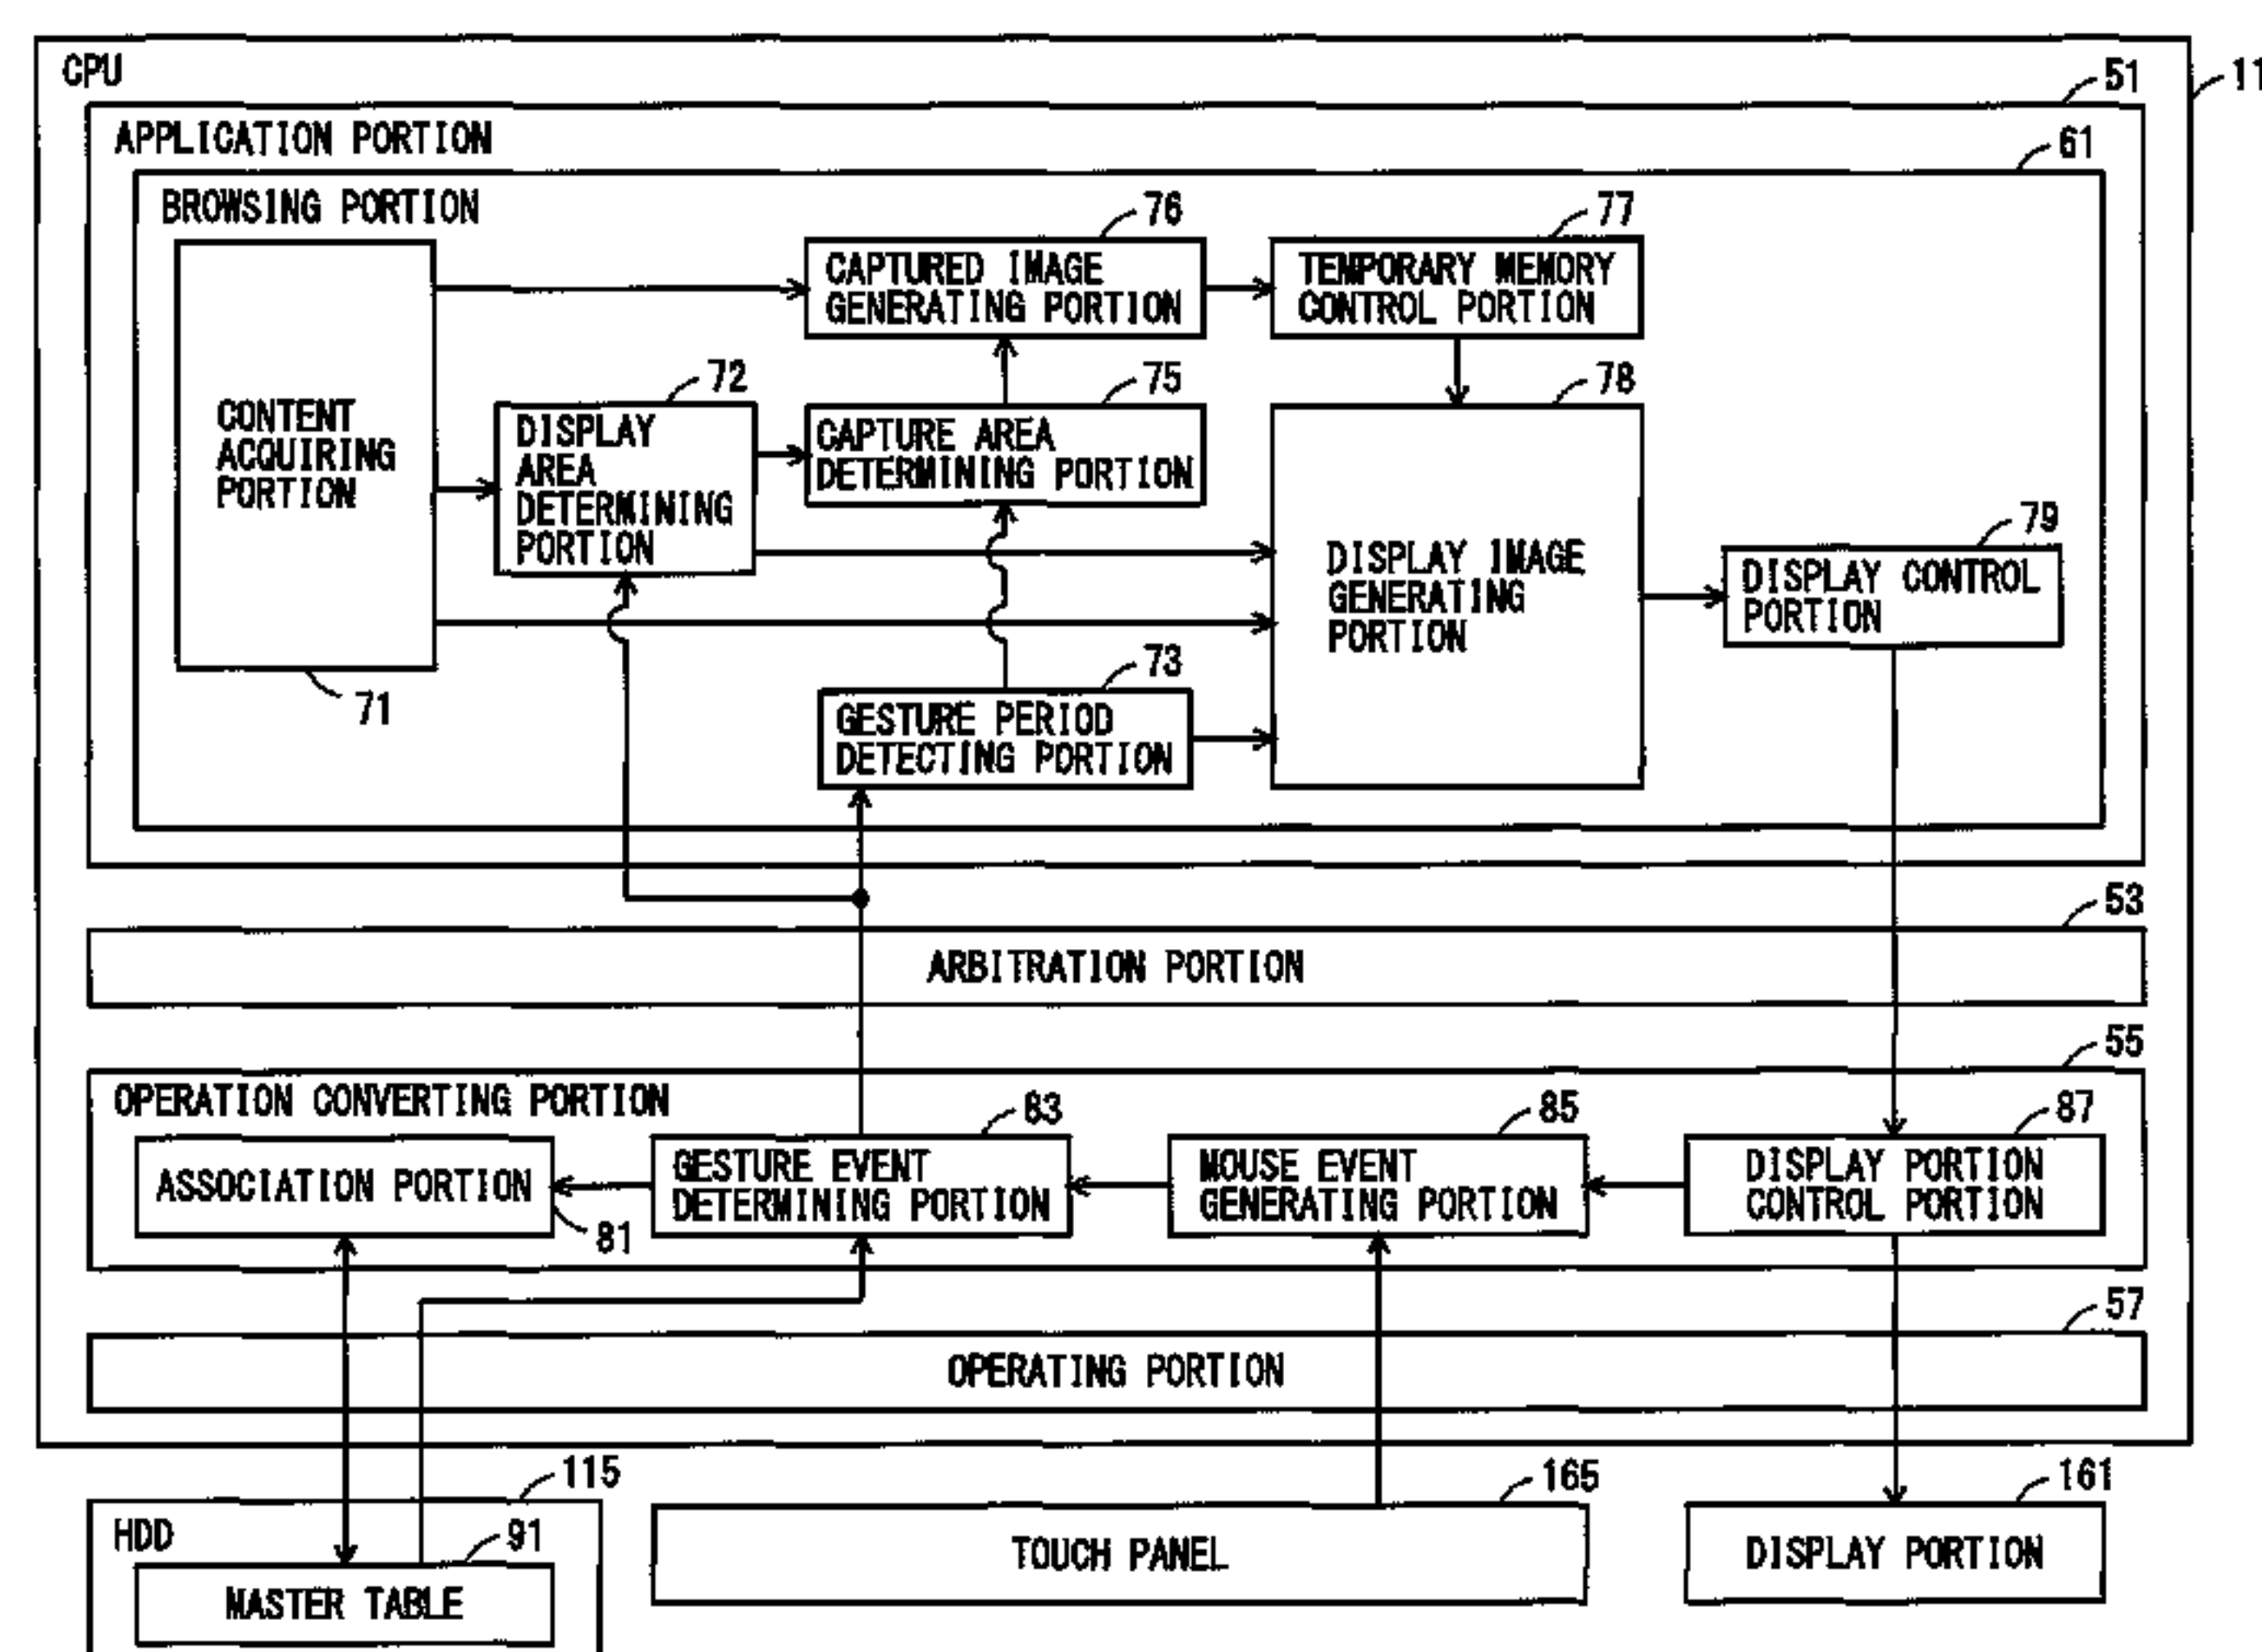 CPU
11
51
APPLICATION PORTION
61
BROWSING PORTION
76
77
CAPTURED IMAGE
GENERATING PORTION
TEMPORARY MEMORY
CONTROL PORTION
72
75
78
CONTENT
ACQUIRING
PORTION
DISPLAY
AREA
DETERMINING
PORTION
CAPTURE AREA
DETERMINING PORTION
79
DISPLAY IMAGE
GENERATING
PORTION
DISPLAY CONTROL
PORTION
71
73
GESTURE PERIOD
DETECTING PORTION
53
ARBITRATION PORTION
55
OPERATION CONVERTING PORTION
83
85
87
ASSOCIATION PORTION
81
GESTURE EVENT
DETERMINING PORTION
MOUSE EVENT
GENERATING PORTION
DISPLAY PORTION
CONTROL PORTION
57
OPERATING PORTION
115
165
161
HDD
91
MASTER TABLE
TOUCH PANEL
DISPLAY PORTION